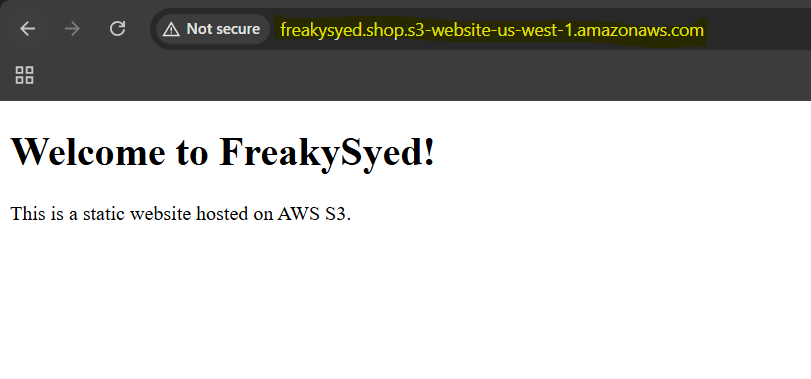 Not secure freakysyed.shop.s3-website-us-west-1.amazonaws.com
Welcome to FreakySyed!
This is a static website hosted on AWS S3.